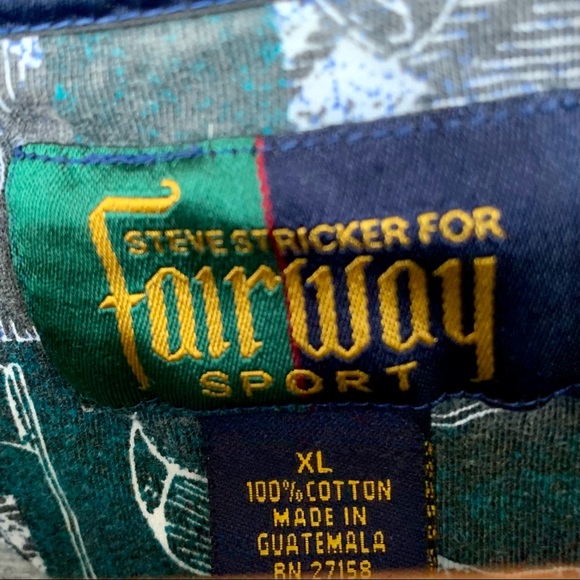 STEVE STRICKER FOR
Fairway
SPORT
XL
100% COTTON
MADE IN
GUATEMALA
RN 27158